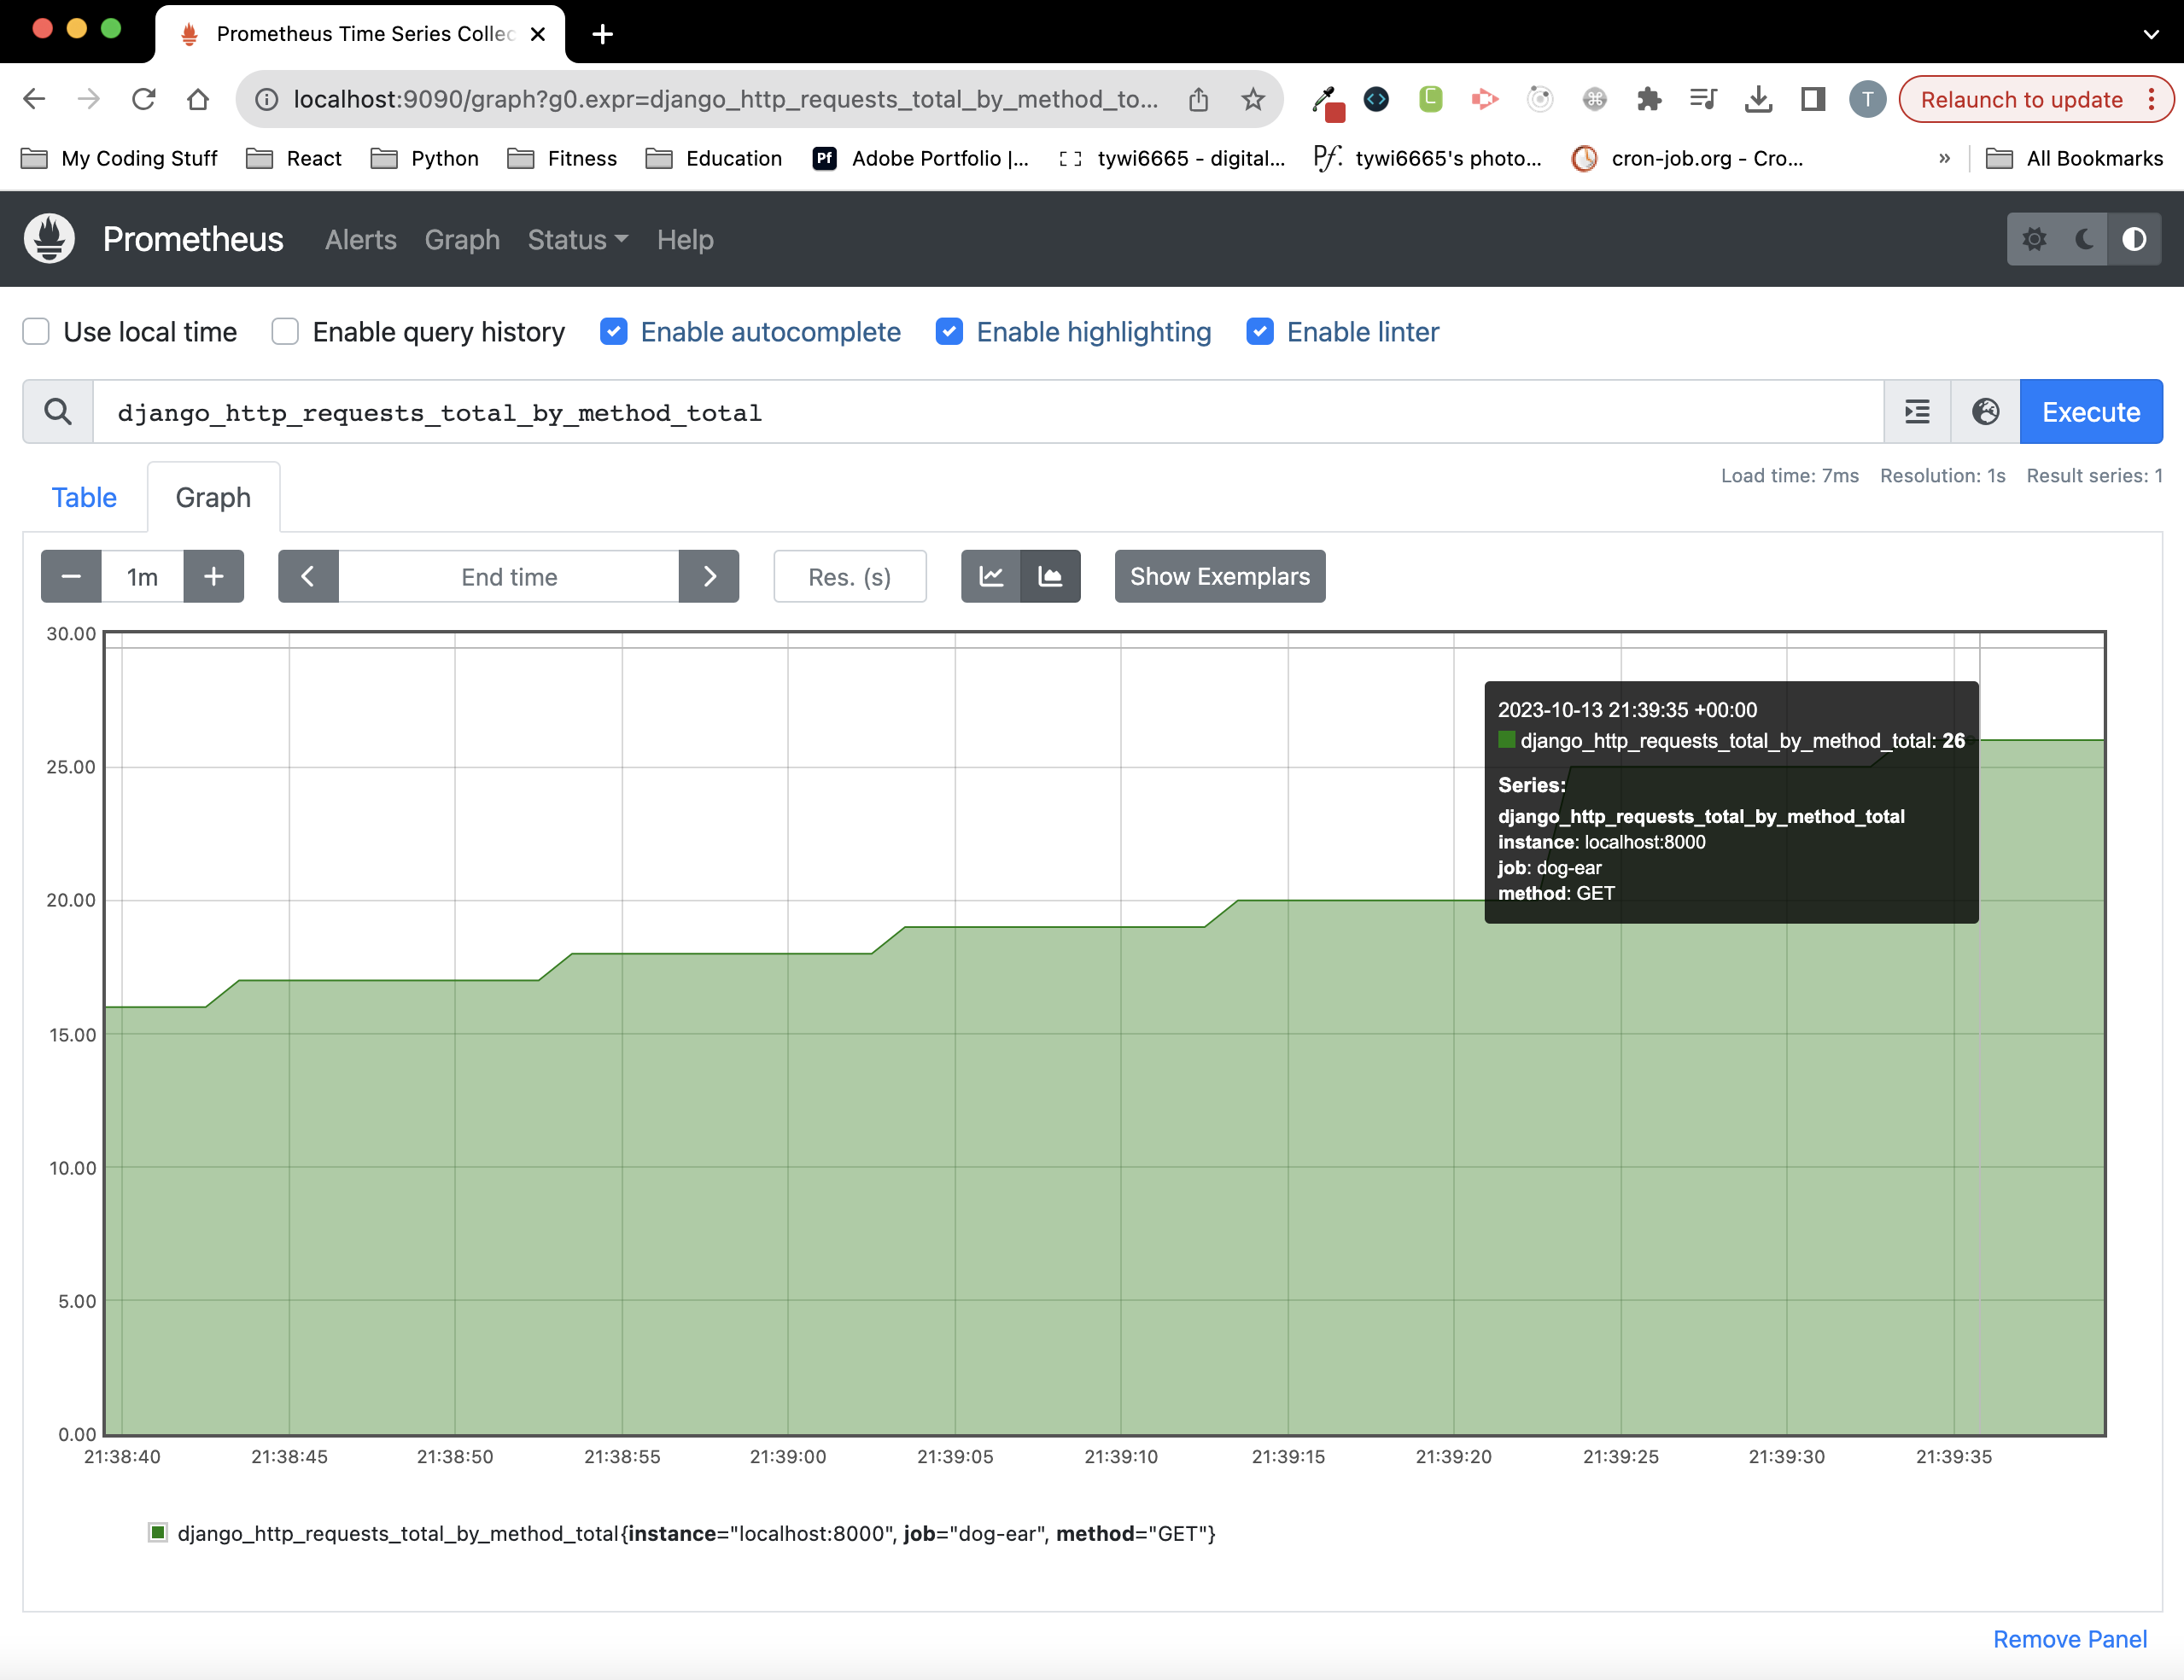 Prometheus Time Series Collec
localhost:9090/graph?g0.expr=django_http_requests_total_by_method_to...
T
Relaunch to update
My Coding Stuff
React
Python
Fitness
Education
Pf
Adobe Portfolio |...
tywi6665 - digital...
Pf.
tywi6665's photo...
cron-job.org - Cro...
»
All Bookmarks
Prometheus
Alerts
Graph
Status
Help
Use local time
Enable query history
Enable autocomplete
Enable highlighting
Enable linter
django_http_requests_total_by_method_total
Execute
Table
Graph
Load time: 7ms
Resolution: 1s
Result series: 1
1m
End time
Res. (s)
Show Exemplars
30.00
25.00
20.00
15.00
10.00
5.00
0.00
2023-10-13 21:39:35 +00:00
django_http_requests_total_by_method_total: 26
Series:
django_http_requests_total_by_method_total
instance: localhost:8000
job: dog-ear
method: GET
21:38:40
21:38:45
21:38:50
21:38:55
21:39:00
21:39:05
21:39:10
21:39:15
21:39:20
21:39:25
21:39:30
21:39:35
django_http_requests_total_by_method_total{instance="localhost:8000", job="dog-ear", method="GET"}
Remove Panel